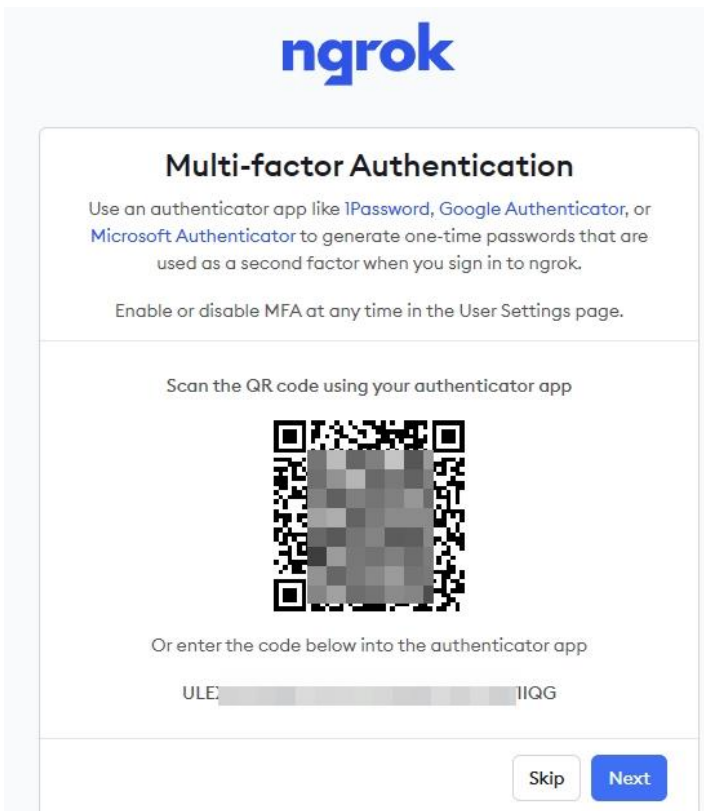 ngrok
Multi-factor Authentication
Use an authenticator app like 1Password, Google Authenticator, or
Microsoft Authenticator to generate one-time passwords that are
used as a second factor when you sign in to ngrok.
Enable or disable MFA at any time in the User Settings page.
Scan the QR code using your authenticator app
Or enter the code below into the authenticator app
Skip Next